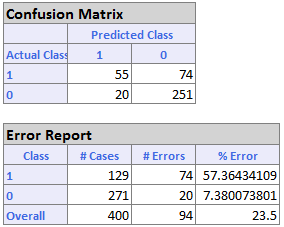 Confusion Matrix
Predicted Class
Actual Class 1 0
1 55 74
0 20 251
Error Report
Class # Cases # Errors % Error
1 129 74 57.36434109
0 271 20 7.380073801
Overall 400 94 23.5